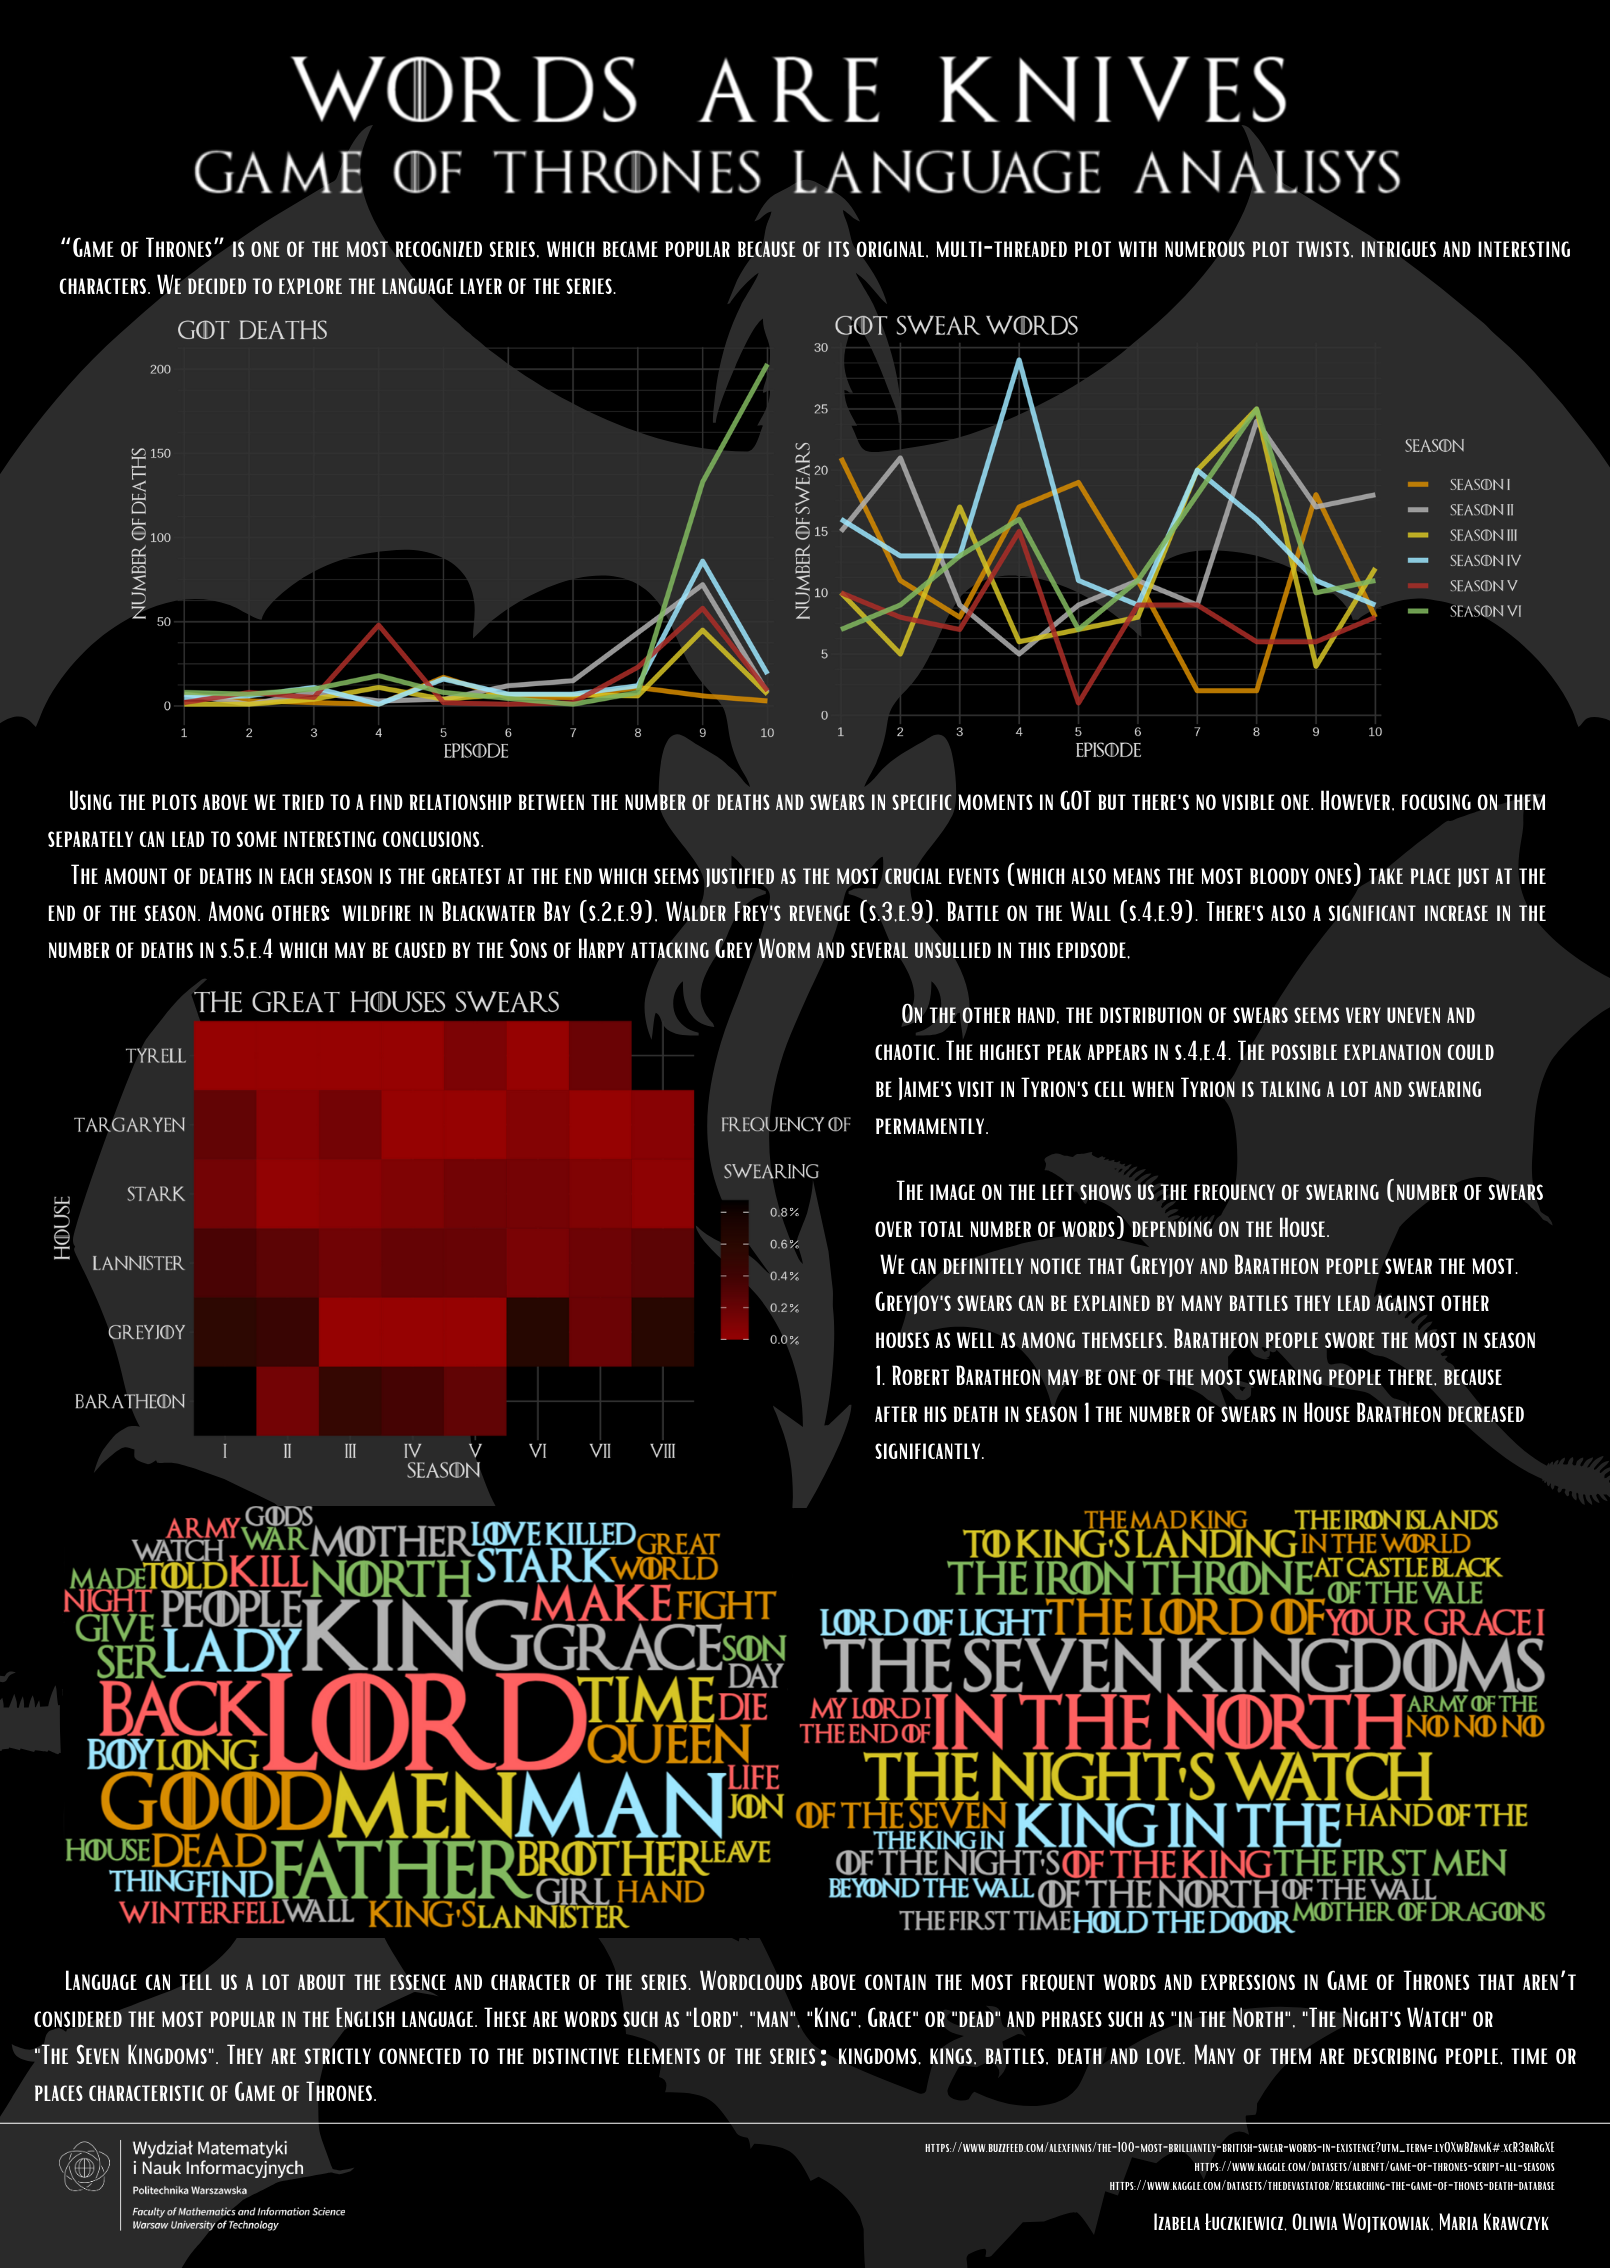 WORDS ARE KNIVES
GAME OF THRONES LANGUAGE ANALISYS
“Game of Thrones” is one of the most recognized series, which became popular because of its original, multi-threaded plot with numerous plot twists, intrigues and interesting
characters. We decided to explore the language layer of the series.
GOT DEATHS
200
150
100
50
0
NUMBER OF DEATHS
1 2 3 4 5 6 7 8 9 10
EPISODE
GOT SWEAR WORDS
30
25
20
15
10
5
0
NUMBER OF SWEARS
1 2 3 4 5 6 7 8 9 10
EPISODE
SEASON
SEASON I
SEASON II
SEASON III
SEASON IV
SEASON V
SEASON VI
Using the plots above we tried to a find relationship between the number of deaths and swears in specific moments in GOT but there's no visible one. However, focusing on them
separately can lead to some interesting conclusions.
The amount of deaths in each season is the greatest at the end which seems justified as the most crucial events (which also means the most bloody ones) take place just at the
end of the season. Among others: wildfire in Blackwater Bay (s.2,e.9), Walder Frey's revenge (s.3,e.9), Battle on the Wall (s.4,e.9). There's also a significant increase in the
number of deaths in s.5,e.4 which may be caused by the Sons of Harpy attacking Grey Worm and several unsullied in this epidsode.
THE GREAT HOUSES SWEARS
TYRELL
TARGARYEN
STARK
LANNISTER
GREYJOY
BARATHEON
HOUSE
I II III IV V VI VII VIII
SEASON
FREQUENCY OF
SWEARING
0.8%
0.6%
0.4%
0.2%
0.0%
On the other hand, the distribution of swears seems very uneven and
chaotic. The highest peak appears in s.4,e.4. The possible explanation could
be Jaime's visit in Tyrion's cell when Tyrion is talking a lot and swearing
permamently.
The image on the left shows us the frequency of swearing (number of swears
over total number of words) depending on the House.
We can definitely notice that Greyjoy and Baratheon people swear the most.
Greyjoy's swears can be explained by many battles they lead against other
houses as well as among themselfs. Baratheon people swore the most in season
1. Robert Baratheon may be one of the most swearing people there, because
after his death in season 1 the number of swears in House Baratheon decreased
significantly.
GODS
ARMY WAR MOTHER LOVE KILLED GREAT
WATCH
MADE TOLD KILL NORTH STARK WORLD
NIGHT PEOPLE KING MAKE FIGHT
GIVE
SER LADY GRACE SON
DAY
BACK LORD TIME DIE
BOY LONG QUEEN
LIFE
GOOD MEN MAN JON
HOUSE DEAD FATHER BROTHER LEAVE
THING FIND GIRL HAND
WINTERFELL WALL KING'S LANNISTER
THE MAD KING THE IRON ISLANDS
TO KING'S LANDING IN THE WORLD
THE IRON THRONE AT CASTLE BLACK
OF THE VALE
LORD OF LIGHT THE LORD OF YOUR GRACE I
THE SEVEN KINGDOMS
MY LORD I IN THE NORTH ARMY OF THE
THE END OF NO NO NO
THE NIGHT'S WATCH
OF THE SEVEN KING IN THE HAND OF THE
THE KING IN
OF THE NIGHT'S OF THE KING THE FIRST MEN
BEYOND THE WALL OF THE NORTH OF THE WALL
THE FIRST TIME HOLD THE DOOR MOTHER OF DRAGONS
Language can tell us a lot about the essence and character of the series. Wordclouds above contain the most frequent words and expressions in Game of Thrones that aren’t
considered the most popular in the English language. These are words such as "Lord", "man", "King", Grace" or "dead" and phrases such as "in the North", "The Night's Watch" or
"The Seven Kingdoms". They are strictly connected to the distinctive elements of the series: kingdoms, kings, battles, death and love. Many of them are describing people, time or
places characteristic of Game of Thrones.
Wydział Matematyki
i Nauk Informacyjnych
Politechnika Warszawska
Faculty of Mathematics and Information Science
Warsaw University of Technology
https://www.buzzfeed.com/alexfinnis/the-100-most-brilliantly-british-swear-words-in-existence?utm_term=.lyOXwBZrmK#.xcR3raRgXE
https://www.kaggle.com/datasets/albenft/game-of-thrones-script-all-seasons
https://www.kaggle.com/datasets/thedevastator/researching-the-game-of-thones-death-database
Izabela Łuczkiewicz, Oliwia Wojtkowiak, Maria Krawczyk